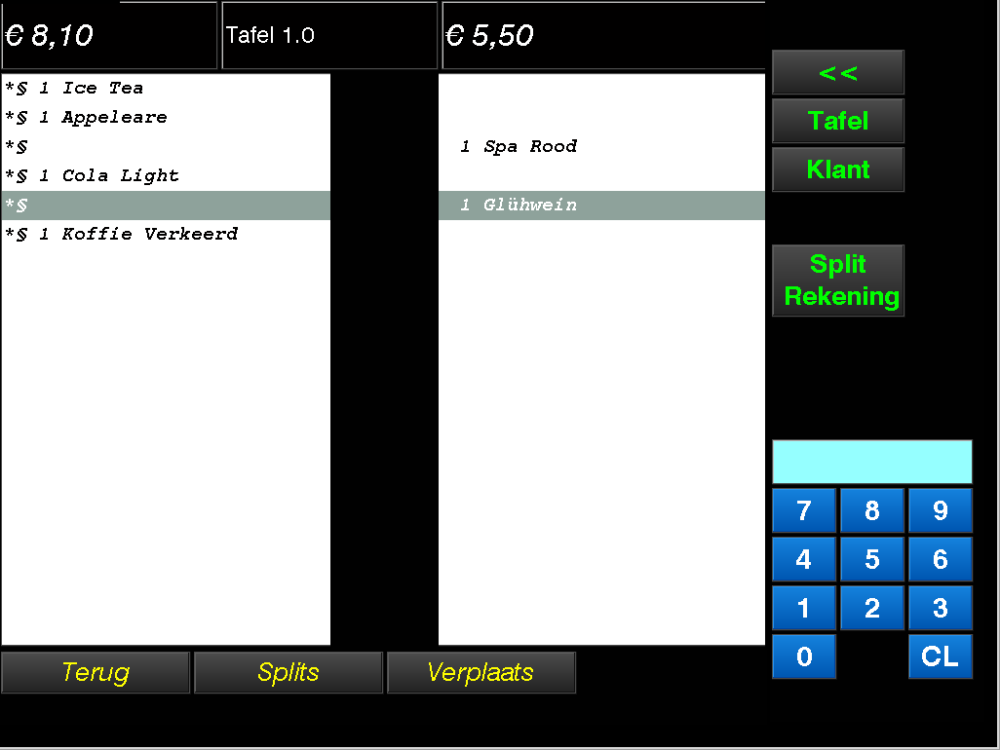 € 8,10
Tafel 1.0
€ 5,50
*§ 1 Ice Tea
*§ 1 Appeleare
*§ 1 Spa Rood
*§ 1 Cola Light
*§ 1 Glühwein
*§ 1 Koffie Verkeerd
<<
Tafel
Klant
Split
Rekening
7 8 9
4 5 6
1 2 3
0 CL
Terug Splits Verplaats